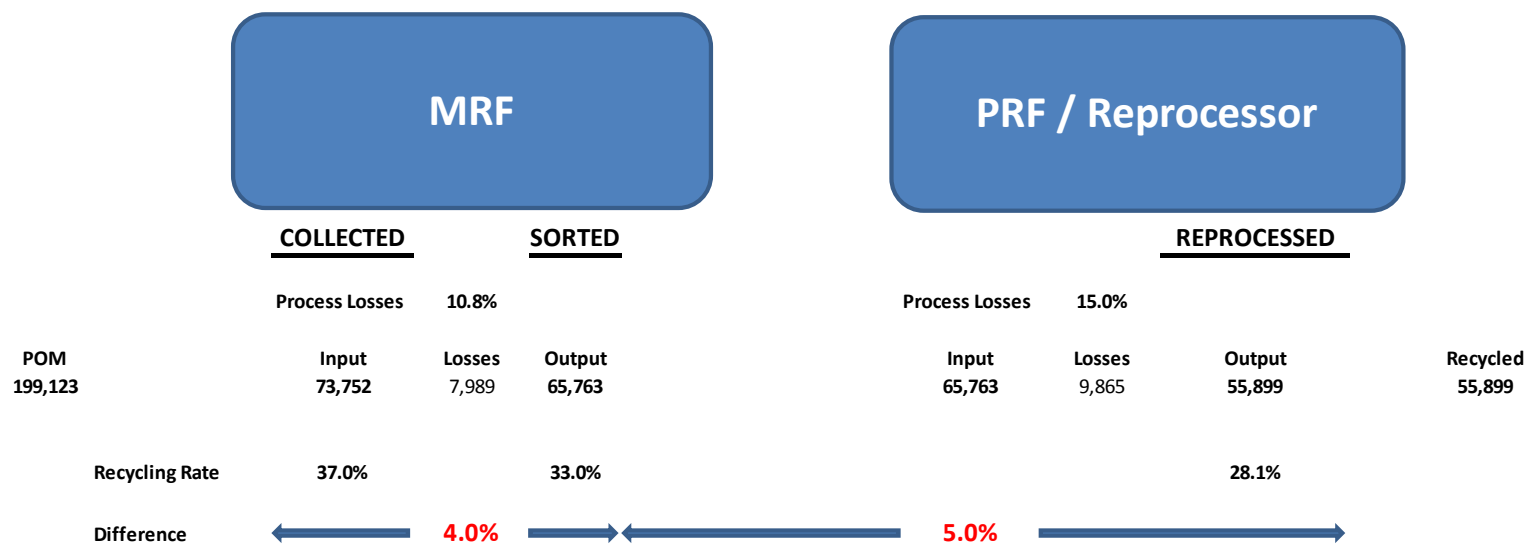 MRF PRF / Reprocessor
COLLECTED SORTED REPROCESSED
Process Losses 10.8% Process Losses 15.0%
POM Input Losses Output Input Losses Output Recycled
199,123 73,752 7,989 65,763 65,763 9,865 55,899 55,899
Recycling Rate 37.0% 33.0% 28.1%
Difference 4.0% 5.0%